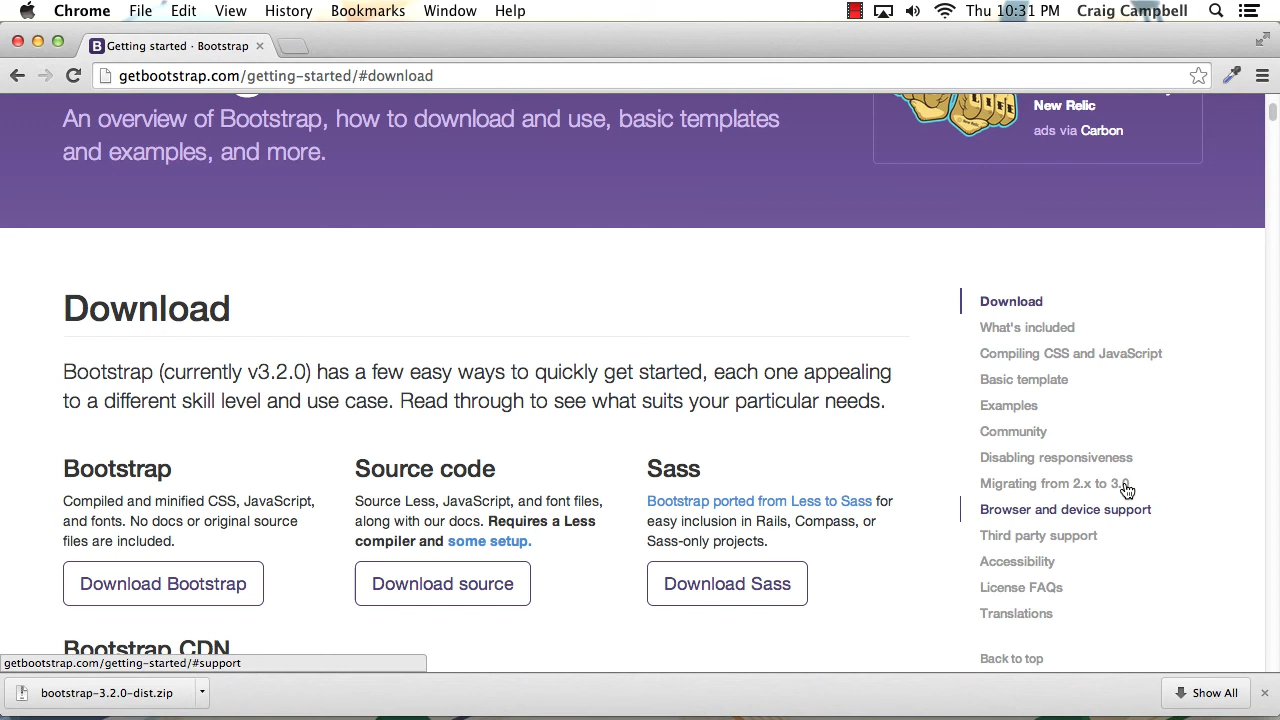 Chrome File Edit View History Bookmarks Window Help Thu 10:31 PM Craig Campbell
Getting started · Bootstrap
getbootstrap.com/getting-started/#download
An overview of Bootstrap, how to download and use, basic templates
and examples, and more.
LIFE
New Relic
ads via Carbon
Download
Bootstrap (currently v3.2.0) has a few easy ways to quickly get started, each one appealing
to a different skill level and use case. Read through to see what suits your particular needs.
Bootstrap
Compiled and minified CSS, JavaScript,
and fonts. No docs or original source
files are included.
Download Bootstrap
Source code
Source Less, JavaScript, and font files,
along with our docs. Requires a Less
compiler and some setup.
Download source
Sass
Bootstrap ported from Less to Sass for
easy inclusion in Rails, Compass, or
Sass-only projects.
Download Sass
Bootstrap CDN
Download
What's included
Compiling CSS and JavaScript
Basic template
Examples
Community
Disabling responsiveness
Migrating from 2.x to 3.0
Browser and device support
Third party support
Accessibility
License FAQs
Translations
Back to top
getbootstrap.com/getting-started/#support
bootstrap-3.2.0-dist.zip
Show All